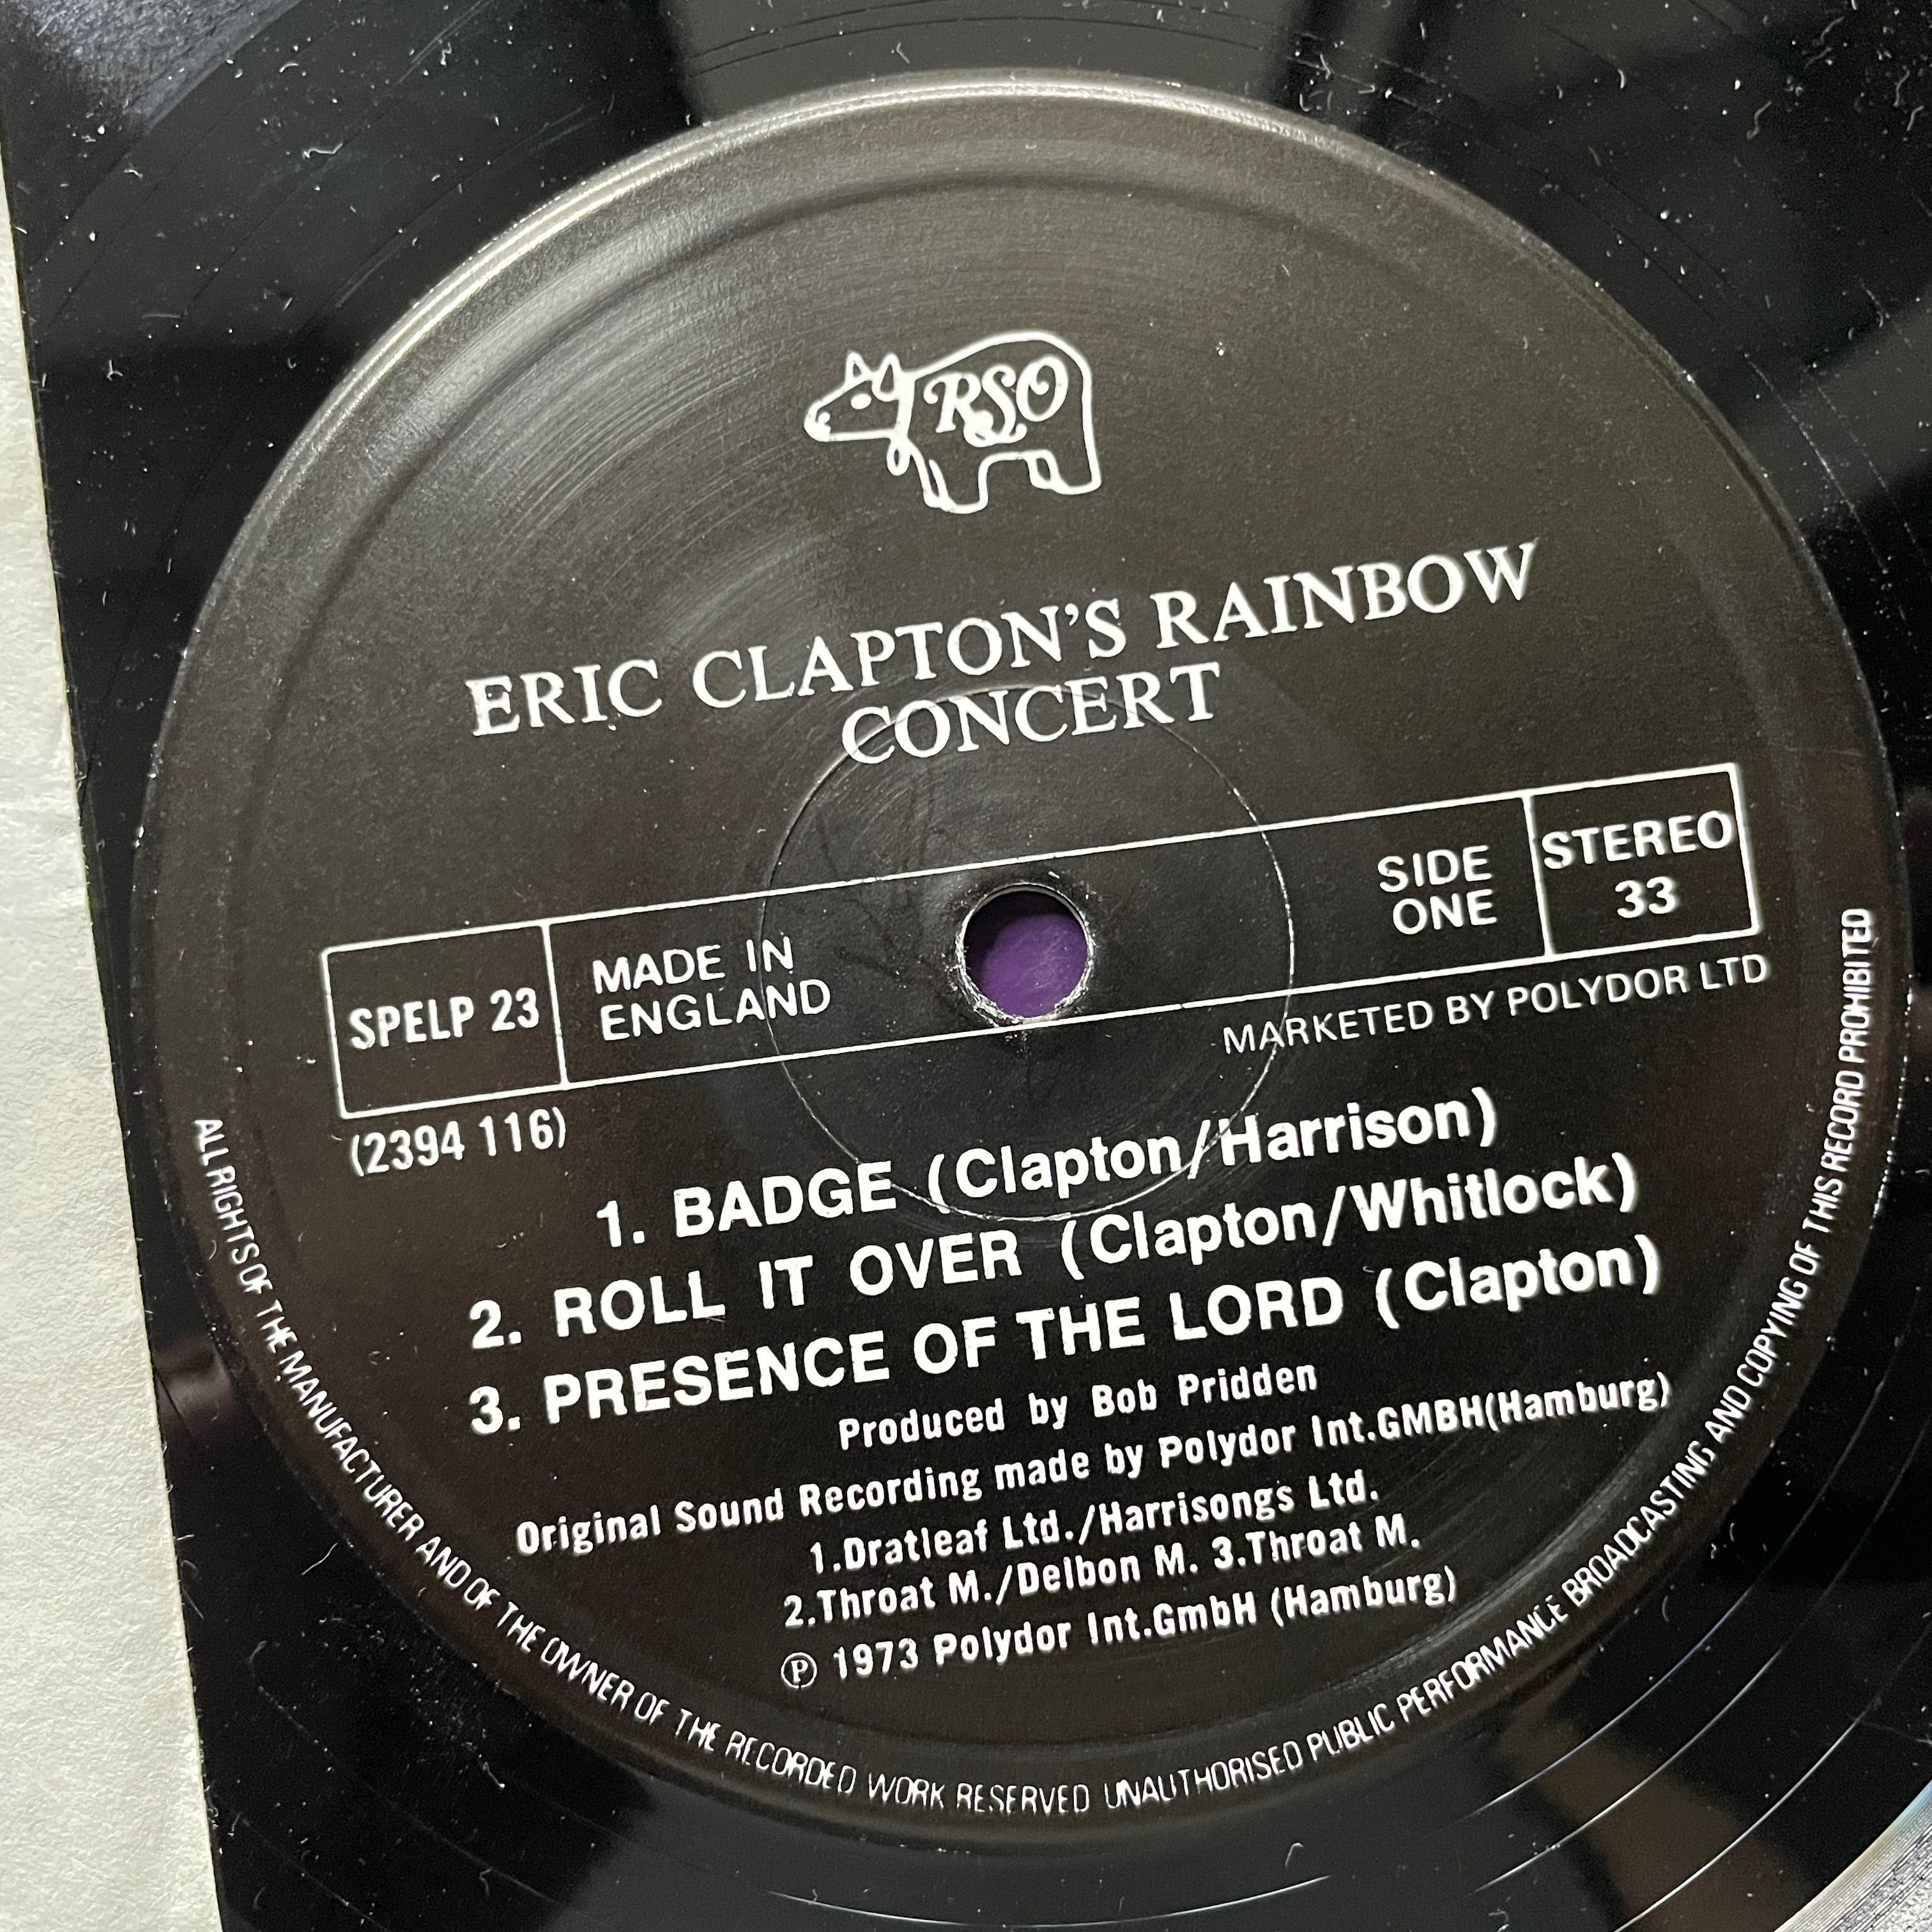 RSO
ERIC CLAPTON'S RAINBOW
CONCERT
SPELP 23
MADE IN
ENGLAND
SIDE
ONE
STEREO
33
(2394 116)
MARKETED BY POLYDOR LTD
1. BADGE (Clapton/Harrison)
2. ROLL IT OVER (Clapton/Whitlock)
3. PRESENCE OF THE LORD (Clapton)
Produced by Bob Pridden
Original Sound Recording made by Polydor Int.GMBH(Hamburg)
1.Dratleaf Ltd./Harrisongs Ltd.
2.Throat M./Delbon M. 3.Throat M.
℗ 1973 Polydor Int.GmbH (Hamburg)
ALL RIGHTS OF THE MANUFACTURER AND OF THE OWNER OF THE RECORDED WORK RESERVED UNAUTHORISED PUBLIC PERFORMANCE BROADCASTING AND COPYING OF THIS RECORD PROHIBITED